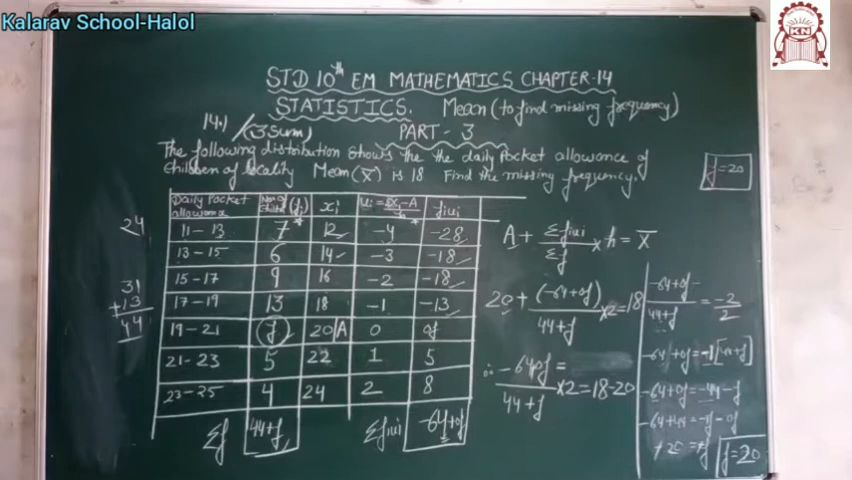 Kalarav School-Halol
KN
STD 10th EM MATHEMATICS CHAPTER-14
STATISTICS. Mean (to find missing frequency)
14.1 / (3 Sum) PART - 3
The following distribution shows the the daily Pocket allowance of
Children of locality Mean (X̄) is 18 Find the missing frequency.
f = 20
Daily Pocket allowance | No. of (fi) | xi | ui = xi - A | fiui
11 - 13 | 7 | 12 | -4 | -28
13 - 15 | 6 | 14 | -3 | -18
15 - 17 | 9 | 16 | -2 | -18
17 - 19 | 13 | 18 | -1 | -13
19 - 21 | f | 20 A | 0 | 0f
21 - 23 | 5 | 22 | 1 | 5
23 - 25 | 4 | 24 | 2 | 8
Σf | 44+f | Σfiui | -64+0f
24
31
+13
44
A + Σfiui / Σf × h = X̄
20 + (-64+0f) / 44+f × 2 = 18
∴ -64+0f =
/ 44+f × 2 = 18-20
-64+0f / 44+f = -2 / 2
-64+0f = -1[44+f]
-64+0f = -44-f
-64+44 = -f-0f
+20 = +f
f = 20